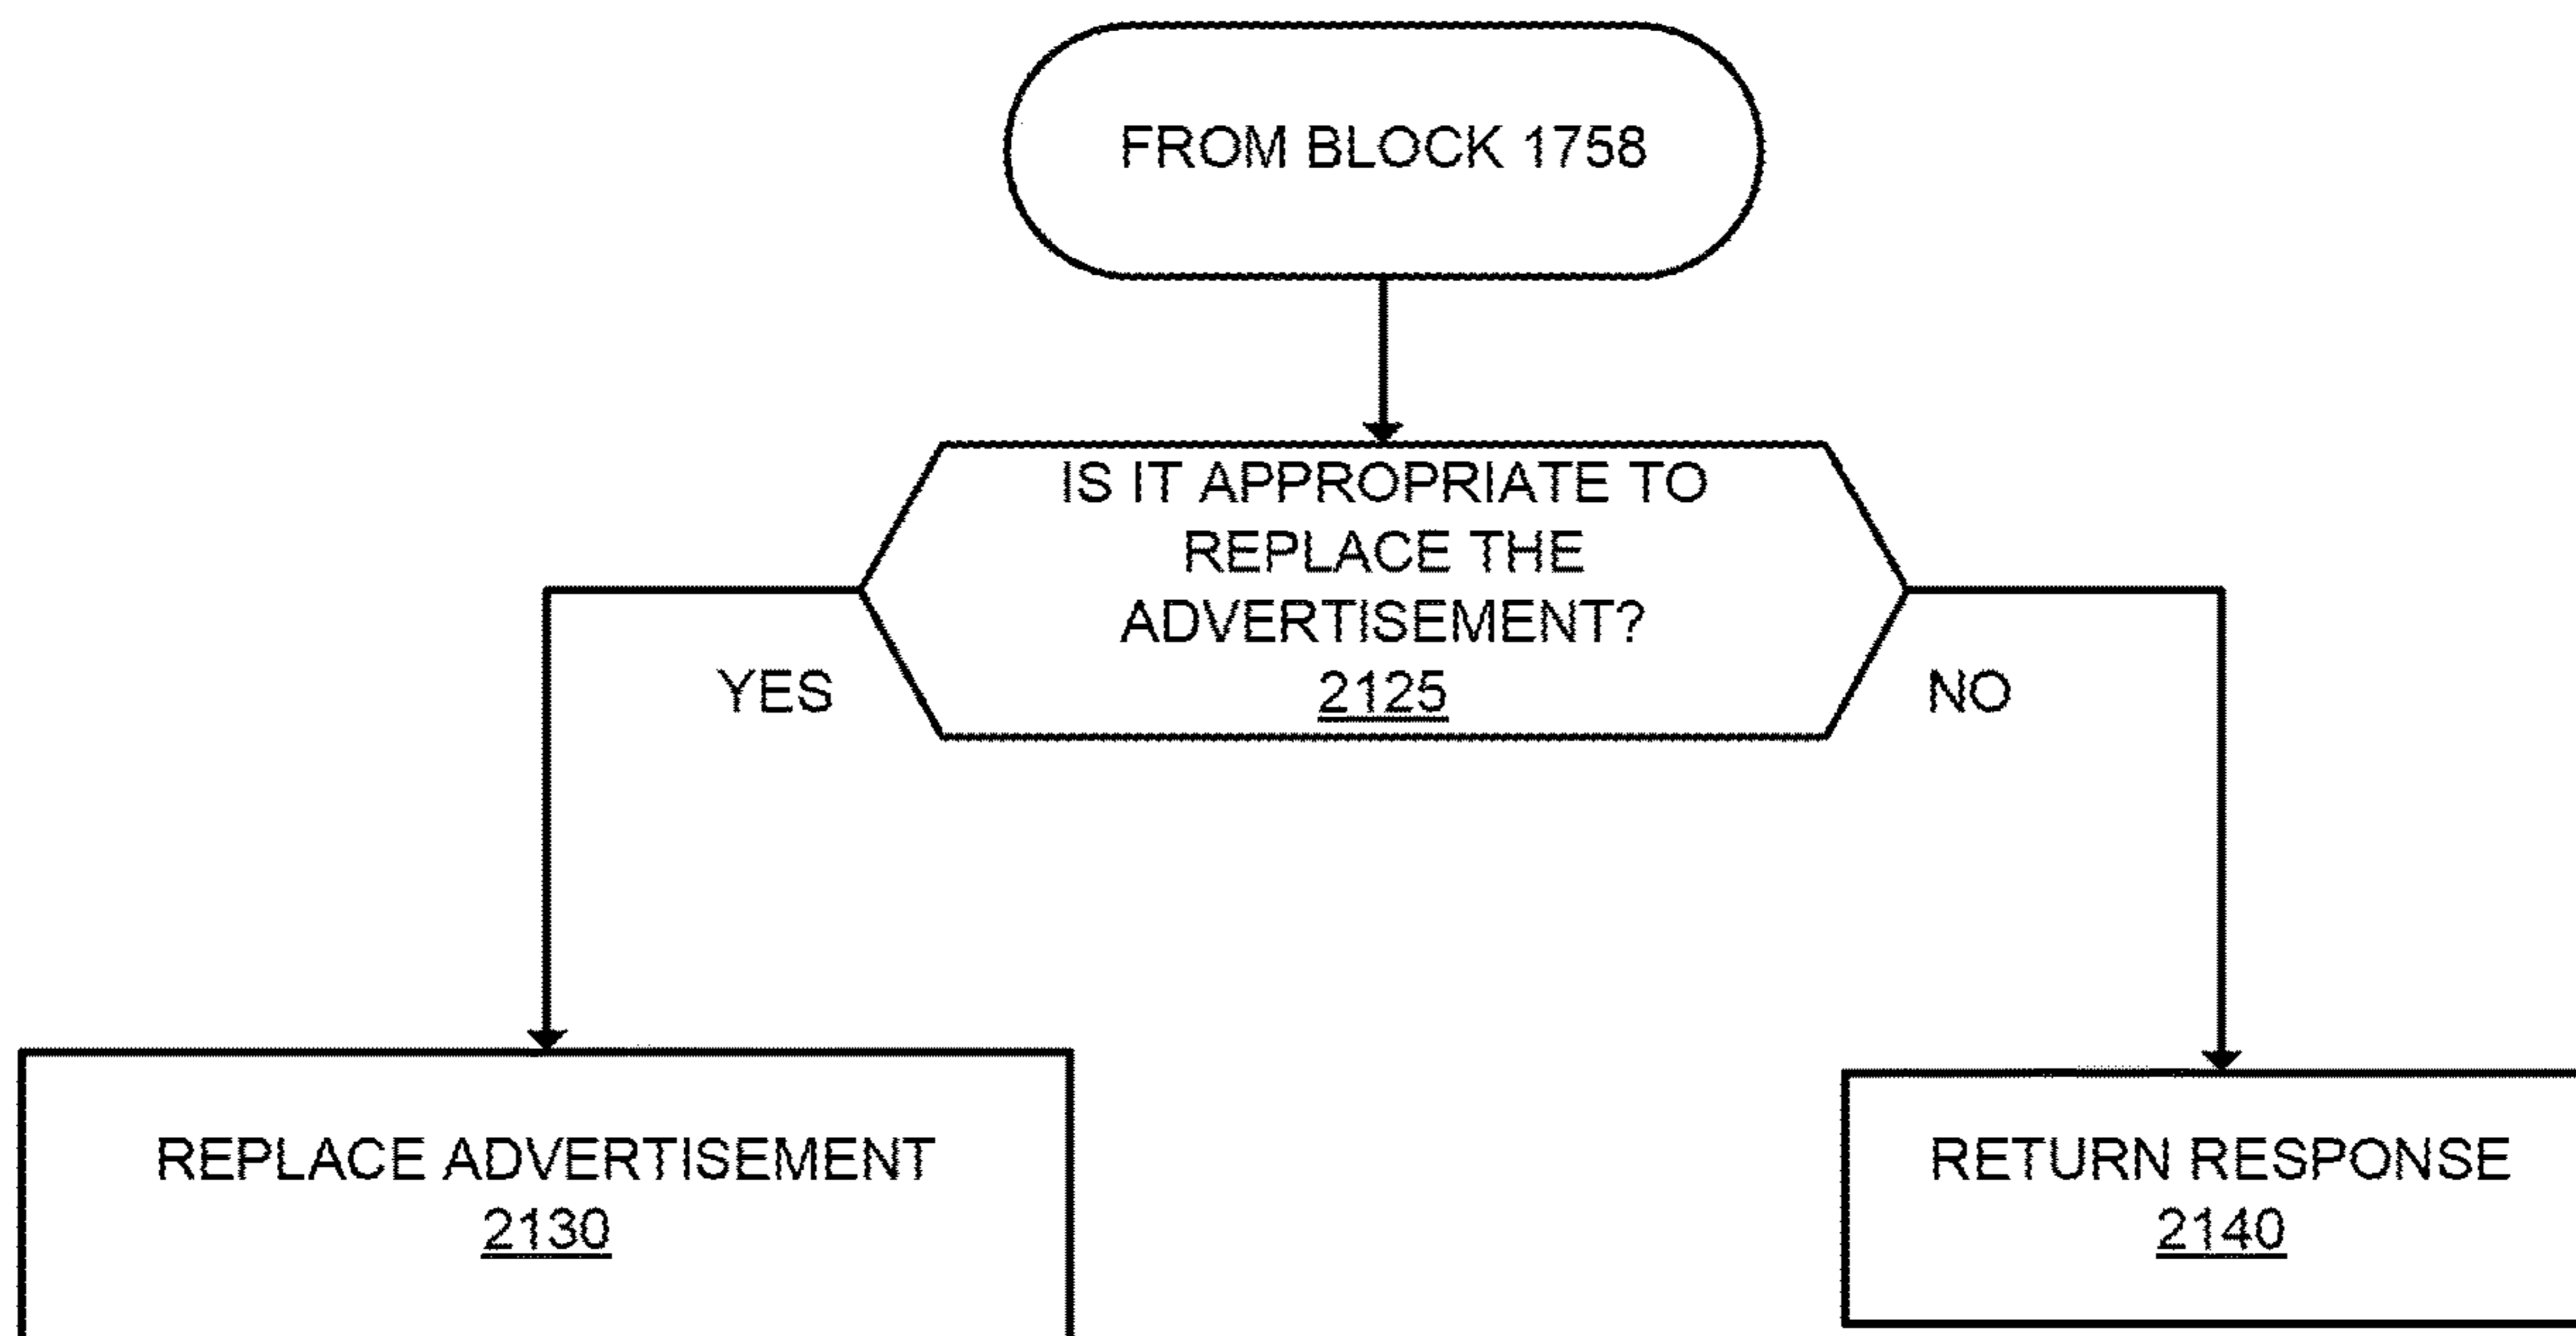 FROM BLOCK 1758
IS IT APPROPRIATE TO
REPLACE THE
ADVERTISEMENT?
2125
YES
NO
REPLACE ADVERTISEMENT
2130
RETURN RESPONSE
2140